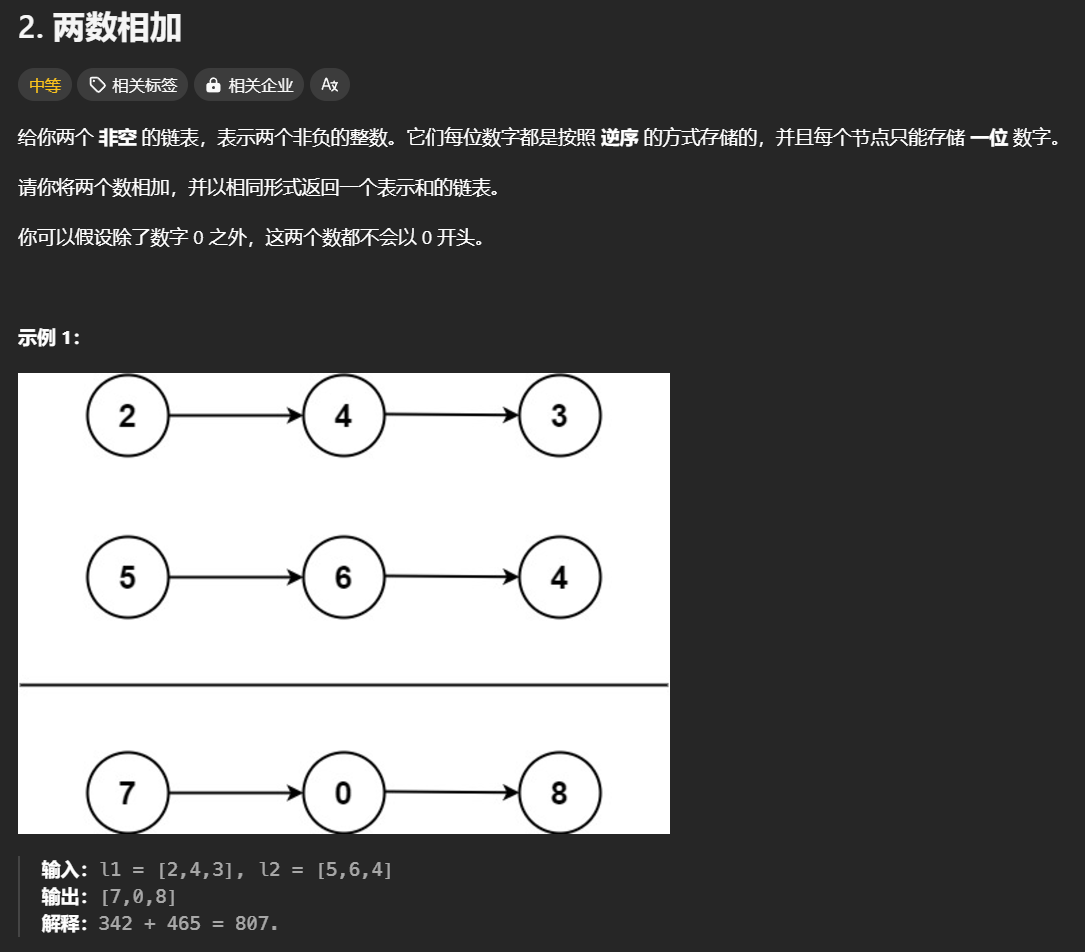 2. 两数相加
中等 相关标签 相关企业 Aあ
给你两个 非空 的链表，表示两个非负的整数。它们每位数字都是按照 逆序 的方式存储的，并且每个节点只能存储 一位 数字。
请你将两个数相加，并以相同形式返回一个表示和的链表。
你可以假设除了数字 0 之外，这两个数都不会以 0 开头。
示例 1：
2 4 3
5 6 4
7 0 8
输入：l1 = [2,4,3], l2 = [5,6,4]
输出：[7,0,8]
解释：342 + 465 = 807.